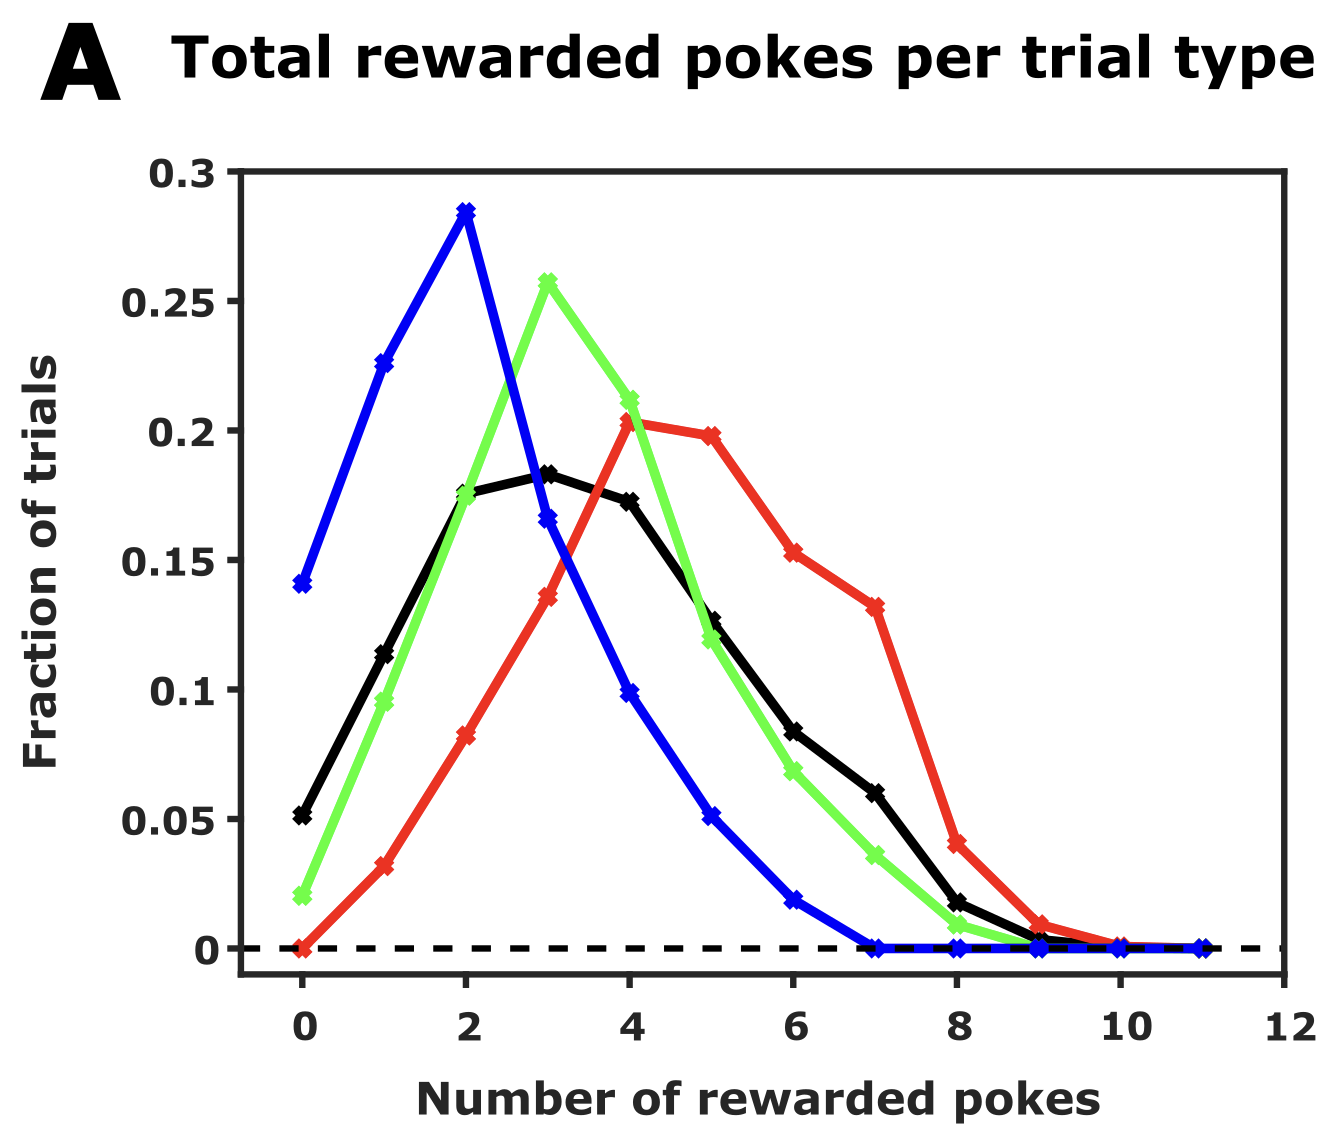 A Total rewarded pokes per trial type
0.3
0.25
0.2
0.15
0.1
0.05
0
Fraction of trials
0 2 4 6 8 10 12
Number of rewarded pokes